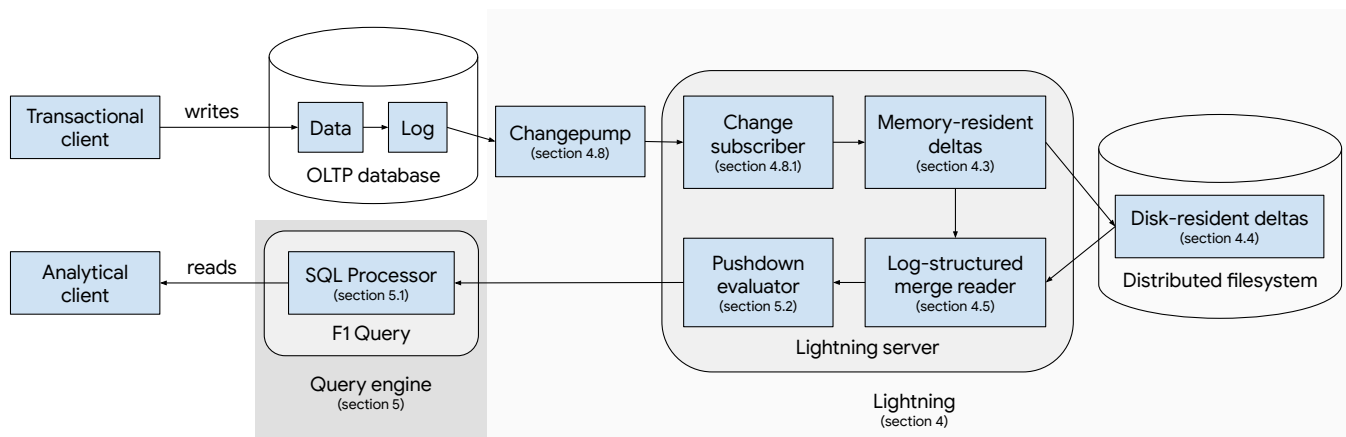 Transactional
client
writes
Data
Log
OLTP database
Changepump
(section 4.8)
Change
subscriber
(section 4.8.1)
Memory-resident
deltas
(section 4.3)
Disk-resident deltas
(section 4.4)
Distributed filesystem
Analytical
client
reads
SQL Processor
(section 5.1)
F1 Query
Query engine
(section 5)
Pushdown
evaluator
(section 5.2)
Log-structured
merge reader
(section 4.5)
Lightning server
Lightning
(section 4)